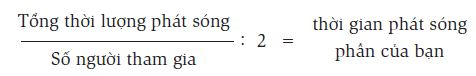 Tổng thời lượng phát sóng
Số người tham gia
: 2 =
thời gian phát sóng
phần của bạn